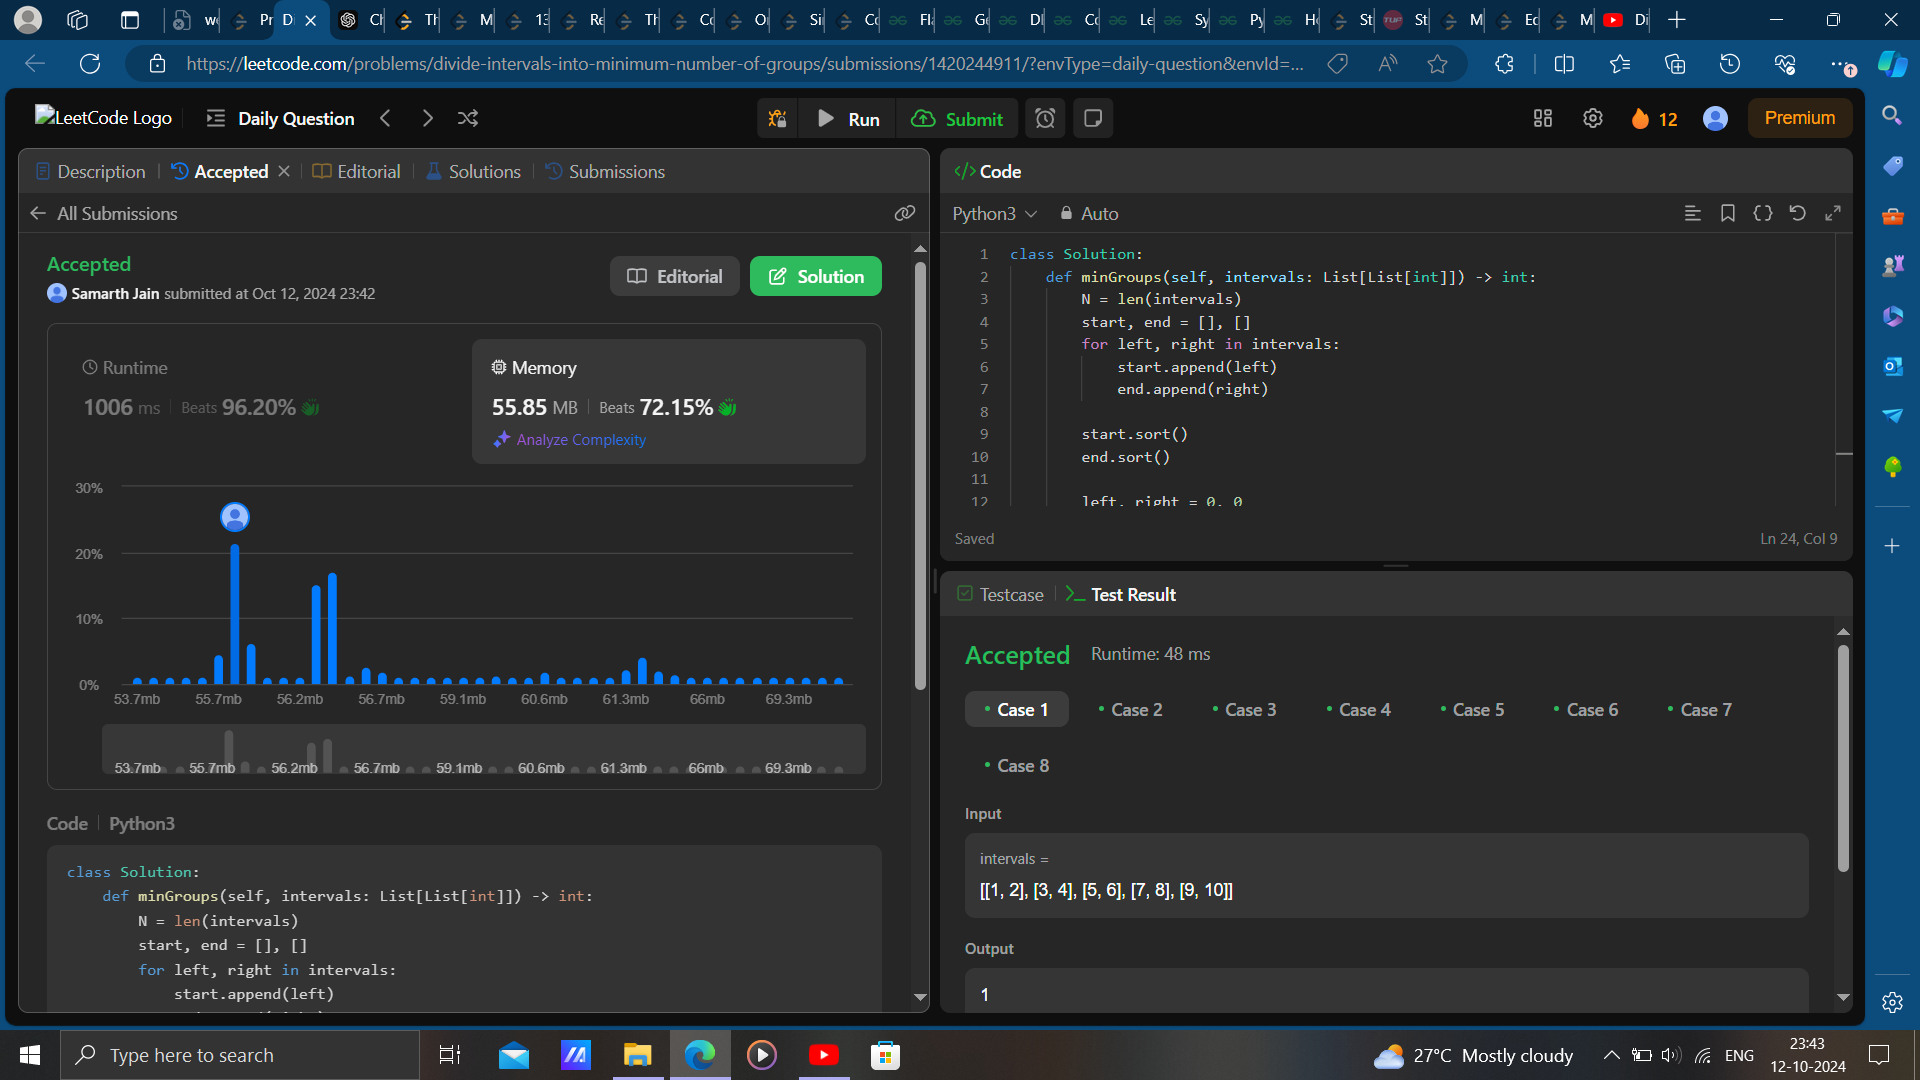 https://leetcode.com/problems/divide-intervals-into-minimum-number-of-groups/submissions/1420244911/?envType=daily-question&envId=...
LeetCode Logo
Daily Question
Run
Submit
12
Premium
Description
Accepted
Editorial
Solutions
Submissions
All Submissions
Accepted
Samarth Jain submitted at Oct 12, 2024 23:42
Editorial
Solution
Runtime
1006 ms
Beats 96.20%
Memory
55.85 MB
Beats 72.15%
Analyze Complexity
30%
20%
10%
0%
53.7mb 55.7mb 56.2mb 56.7mb 59.1mb 60.6mb 61.3mb 66mb 69.3mb
53.7mb 55.7mb 56.2mb 56.7mb 59.1mb 60.6mb 61.3mb 66mb 69.3mb
Code
Python3
class Solution:
def minGroups(self, intervals: List[List[int]]) -> int:
N = len(intervals)
start, end = [], []
for left, right in intervals:
start.append(left)
Code
Python3
Auto
1 class Solution:
2 def minGroups(self, intervals: List[List[int]]) -> int:
3 N = len(intervals)
4 start, end = [], []
5 for left, right in intervals:
6 start.append(left)
7 end.append(right)
8
9 start.sort()
10 end.sort()
11
12 left, right = 0, 0
Saved
Ln 24, Col 9
Testcase
Test Result
Accepted
Runtime: 48 ms
Case 1
Case 2
Case 3
Case 4
Case 5
Case 6
Case 7
Case 8
Input
intervals =
[[1, 2], [3, 4], [5, 6], [7, 8], [9, 10]]
Output
1
Type here to search
27°C Mostly cloudy
ENG
23:43
12-10-2024